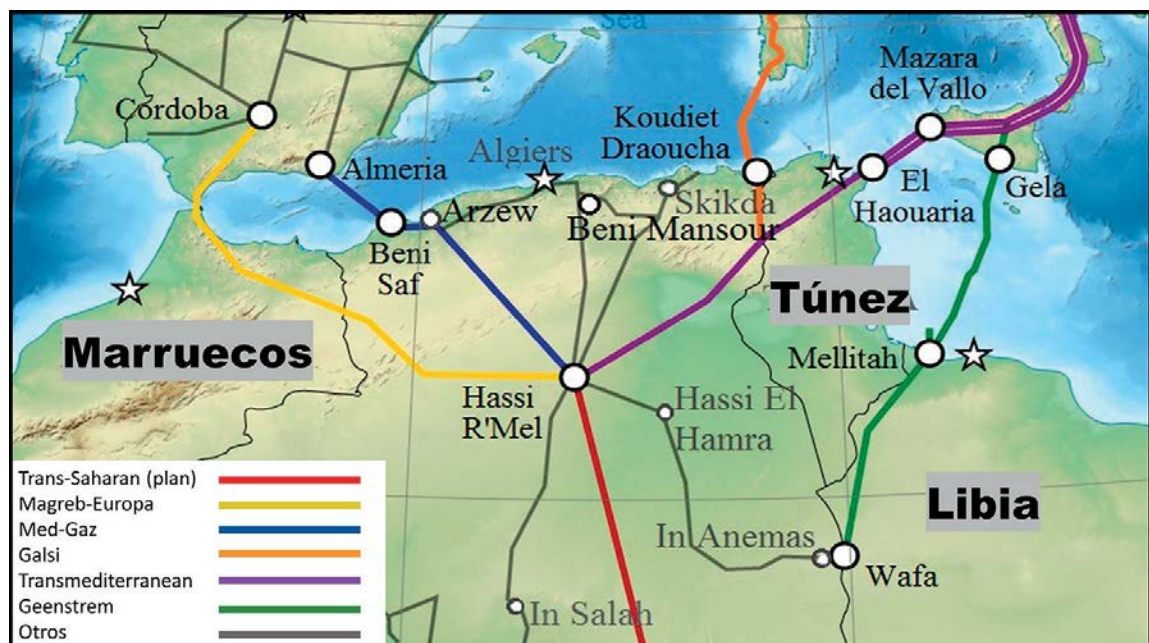 Sea
Cordoba
Mazara
del Vallo
Koudiet
Draoucha
Algiers
Almeria
Arzew
Skikda
El
Haouaria
Gela
Beni Mansour
Beni
Saf
Túnez
Marruecos
Mellitah
Hassi
R'Mel
Hassi El
Hamra
Libia
In Anemas
Wafa
In Salah
Trans-Saharan (plan)
Magreb-Europa
Med-Gaz
Galsi
Transmediterranean
Geenstrem
Otros